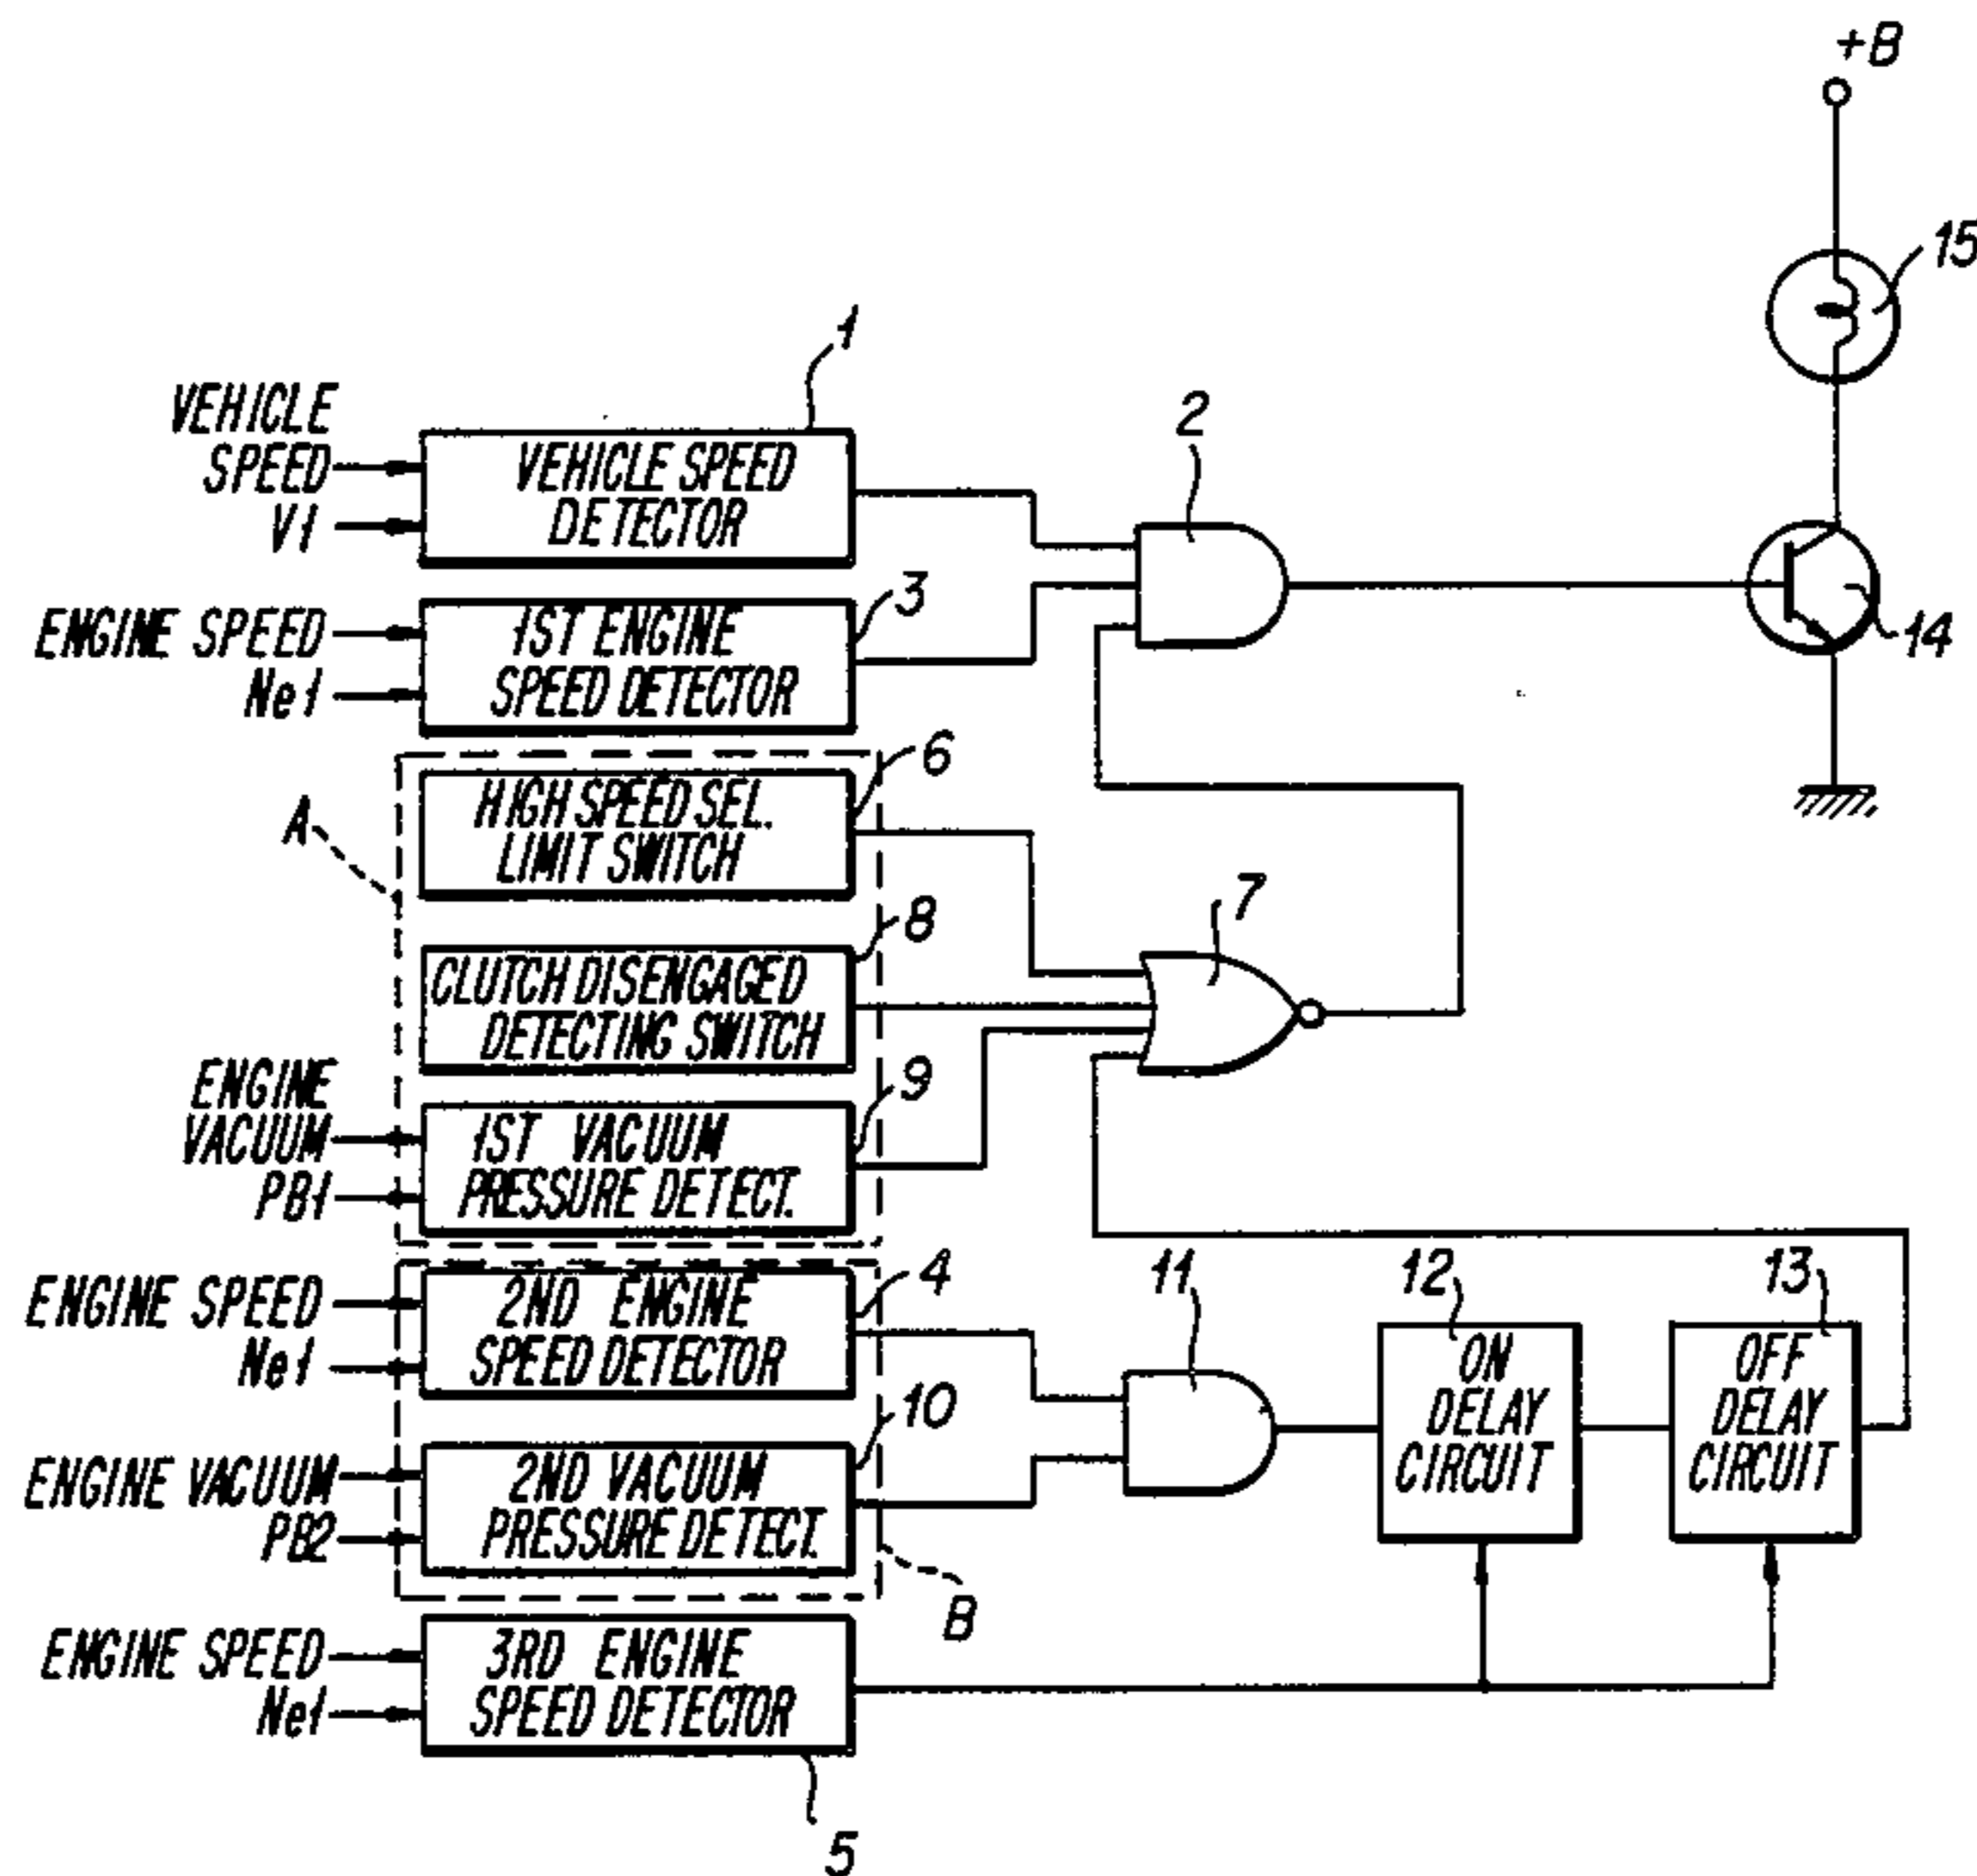 +B
15
1
VEHICLE
SPEED
V1
VEHICLE SPEED
DETECTOR
2
ENGINE SPEED
Ne1
1ST ENGINE
SPEED DETECTOR
3
14
A
HIGH SPEED SEL.
LIMIT SWITCH
6
7
CLUTCH DISENGAGED
DETECTING SWITCH
8
ENGINE
VACUUM
PB1
1ST VACUUM
PRESSURE DETECT.
9
ENGINE SPEED
Ne1
2ND ENGINE
SPEED DETECTOR
4
11
12
ON
DELAY
CIRCUIT
13
OFF
DELAY
CIRCUIT
ENGINE VACUUM
PB2
2ND VACUUM
PRESSURE DETECT.
10
B
ENGINE SPEED
Ne1
3RD ENGINE
SPEED DETECTOR
5